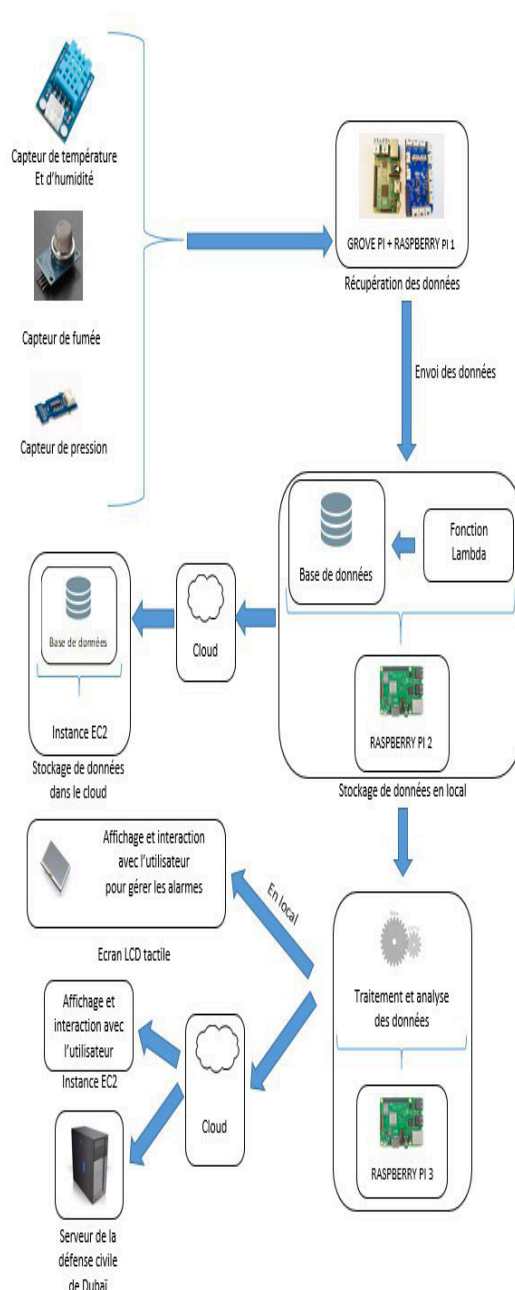 Capteur de température
Et d'humidité
Capteur de fumée
Capteur de pression
GROVE PI + RASPBERRY PI 1
Récupération des données
Envoi des données
Base de données
Fonction
Lambda
RASPBERRY PI 2
Stockage de données en local
Cloud
Base de données
Instance EC2
Stockage de données
dans le cloud
Affichage et interaction
avec l'utilisateur
pour gérer les alarmes
Ecran LCD tactile
En local
Traitement et analyse
des données
RASPBERRY PI 3
Cloud
Affichage et
interaction avec
l'utilisateur
Instance EC2
Serveur de la
défense civile
de Dubaï